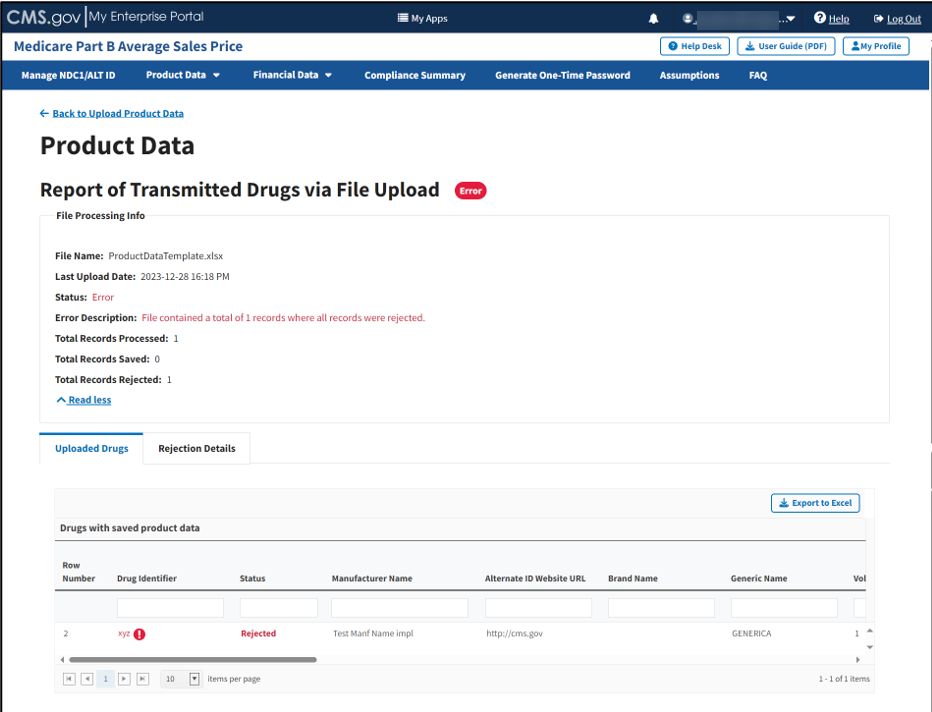 CMS.gov My Enterprise Portal My Apps ... Help Log Out
Medicare Part B Average Sales Price Help Desk User Guide (PDF) My Profile
Manage NDC1/ALT ID Product Data Financial Data Compliance Summary Generate One-Time Password Assumptions FAQ
Back to Upload Product Data
Product Data
Report of Transmitted Drugs via File Upload Error
File Processing Info
File Name: ProductDataTemplate.xlsx
Last Upload Date: 2023-12-28 16:18 PM
Status: Error
Error Description: File contained a total of 1 records where all records were rejected.
Total Records Processed: 1
Total Records Saved: 0
Total Records Rejected: 1
Read less
Uploaded Drugs Rejection Details
Export to Excel
Drugs with saved product data
Row Number Drug Identifier Status Manufacturer Name Alternate ID Website URL Brand Name Generic Name Vol
2 xyz Rejected Test Manf Name impl http://cms.gov GENERICA 1
1 10 items per page 1 - 1 of 1 items